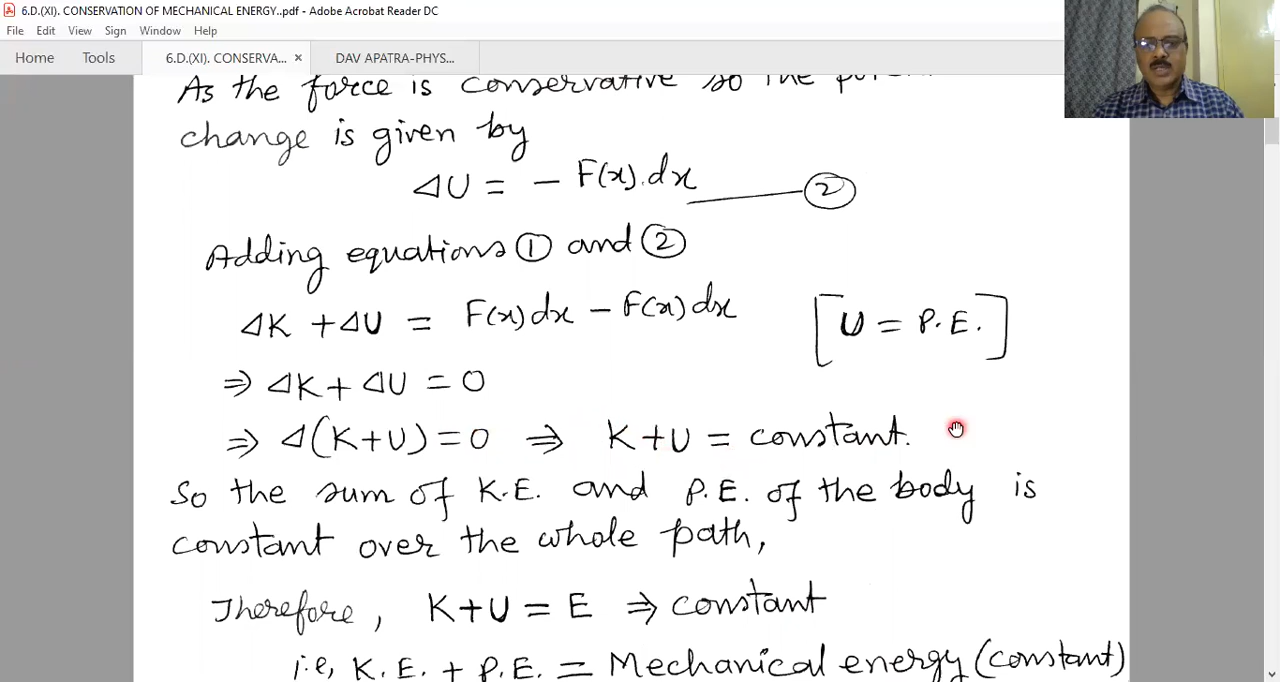 6.D.(XI). CONSERVATION OF MECHANICAL ENERGY..pdf - Adobe Acrobat Reader DC
File Edit View Sign Window Help
Home Tools 6.D.(XI). CONSERVA... × DAV APATRA-PHYS...
As the force is conservative so the
change is given by
ΔU = - F(x).dx ——— ②
Adding equations ① and ②
ΔK + ΔU = F(x)dx - F(x)dx [U = P.E.]
⇒ ΔK + ΔU = 0
⇒ Δ(K+U) = 0 ⇒ K+U = constant.
So the sum of K.E. and P.E. of the body is
constant over the whole path,
Therefore, K+U = E ⇒ constant
i.e, K.E. + P.E. = Mechanical energy (constant)